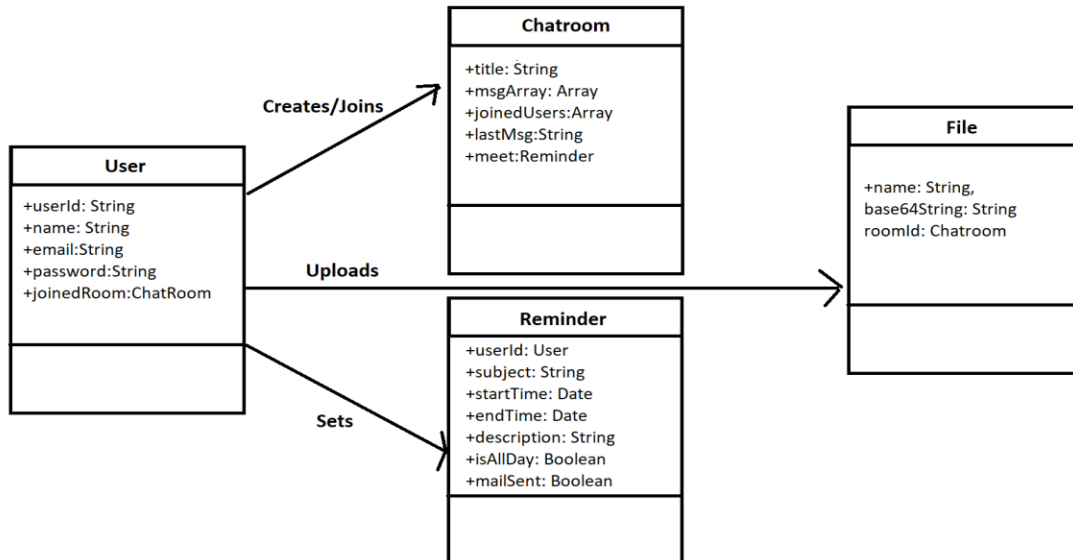 Chatroom
+title: String
+msgArray: Array
+joinedUsers:Array
+lastMsg:String
+meet:Reminder
Creates/Joins
File
+name: String,
base64String: String
roomId: Chatroom
User
+userId: String
+name: String
+email:String
+password:String
+joinedRoom:ChatRoom
Uploads
Reminder
+userId: User
+subject: String
+startTime: Date
+endTime: Date
+description: String
+isAllDay: Boolean
+mailSent: Boolean
Sets